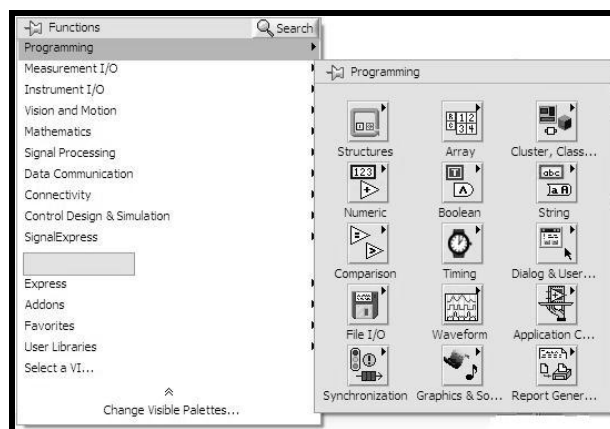 Functions
Search
Programming
Measurement I/O
Instrument I/O
Vision and Motion
Mathematics
Signal Processing
Data Communication
Connectivity
Control Design & Simulation
SignalExpress
Express
Addons
Favorites
User Libraries
Select a VI...
Change Visible Palettes...
Programming
Structures Array Cluster, Class...
123
Numeric Boolean String
abc
Comparison Timing Dialog & User...
File I/O Waveform Application C...
Synchronization Graphics & So... Report Gener...